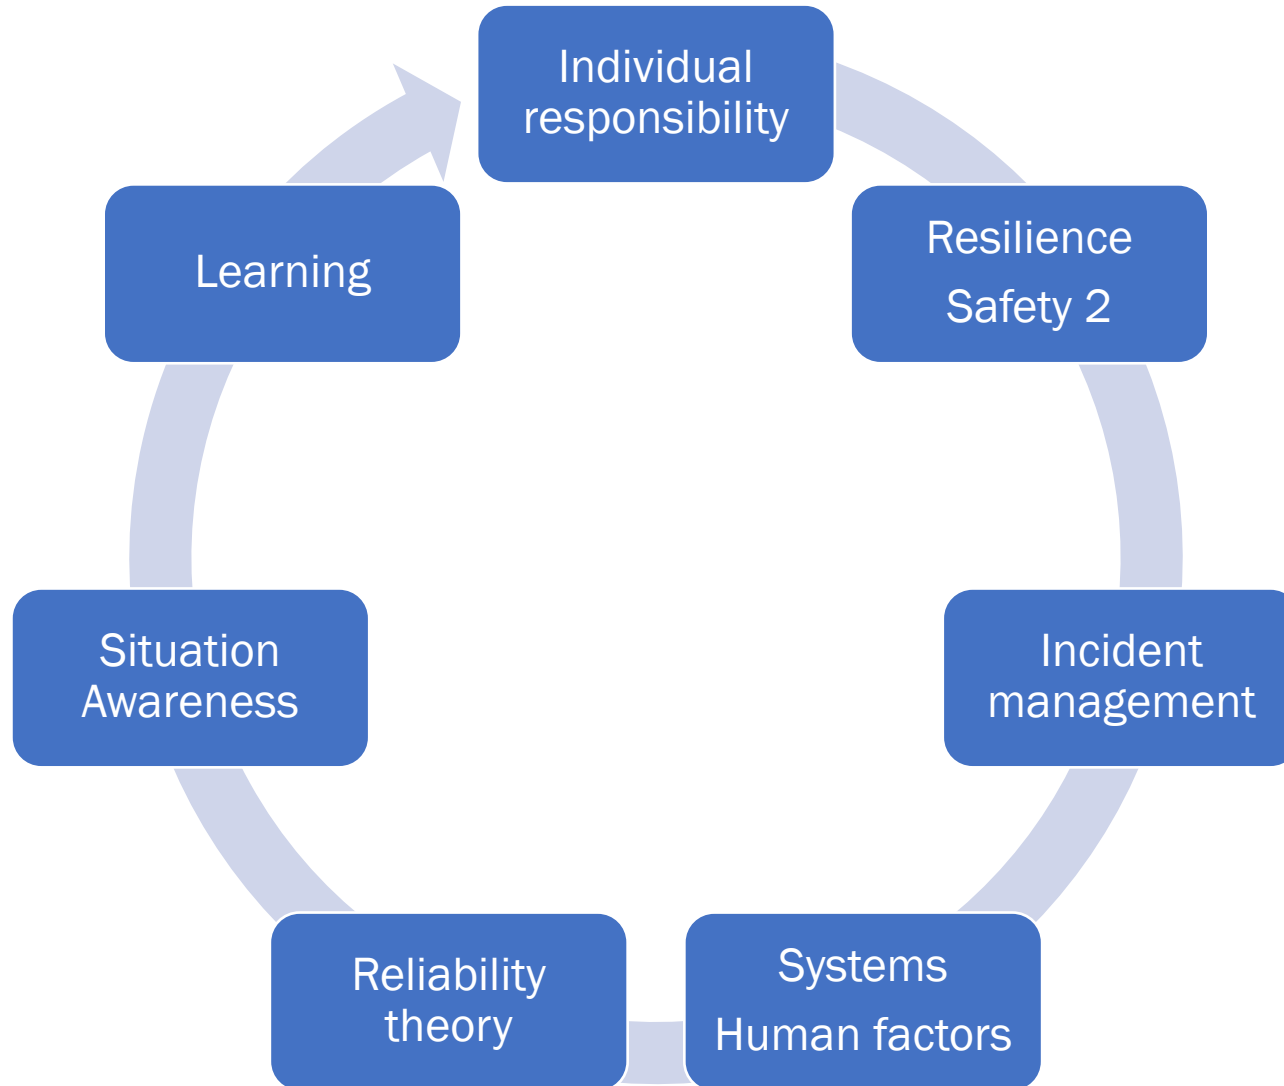 Individual
responsibility
Resilience
Safety 2
Incident
management
Systems
Human factors
Reliability
theory
Situation
Awareness
Learning